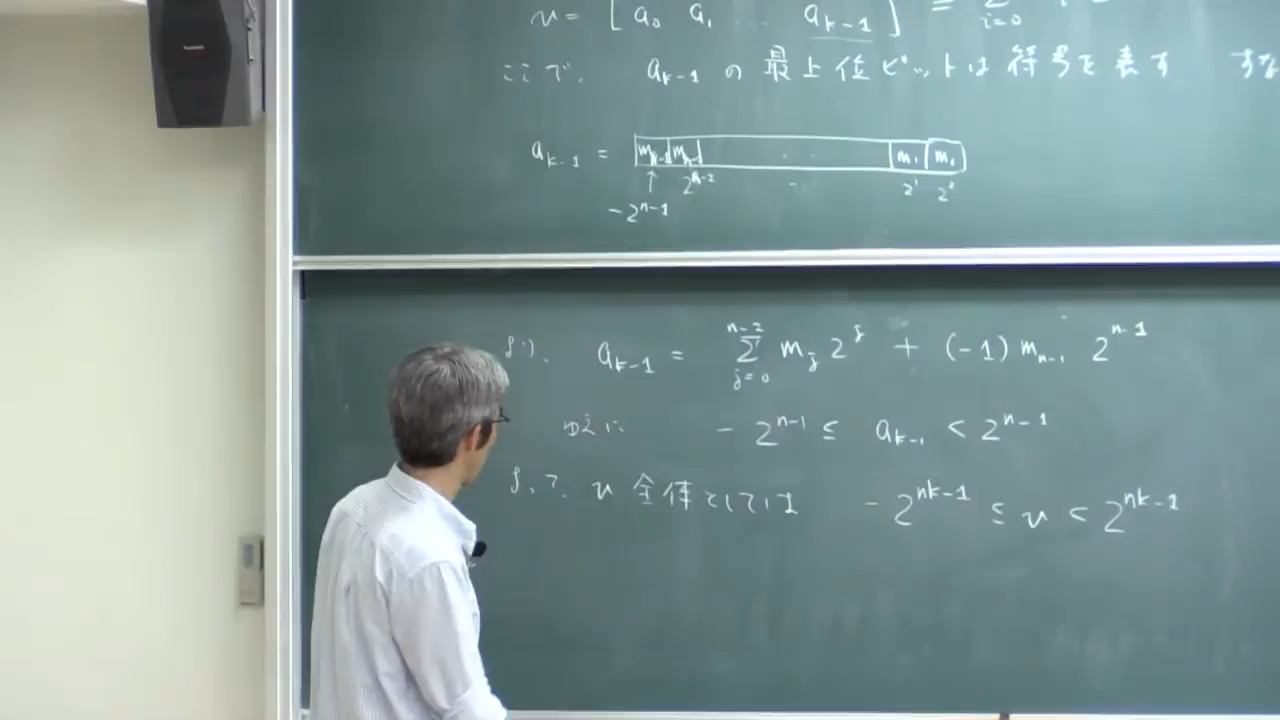 u = [ a₀ a₁ … a_{k-1} ] = Σ_{i=0}
ここで, a_{k-1} の 最上位ビットは 符号を表す すな
a_{k-1} = m_{n-1} m_{n-2} … m₁ m₀
↑ 2^{n-2} … 2¹ 2⁰
-2^{n-1}
より, a_{k-1} = Σ_{j=0}^{n-2} m_j 2^j + (-1) m_{n-1} 2^{n-1}
ゆえに -2^{n-1} ≤ a_{k-1} < 2^{n-1}
よって u 全体としては -2^{nk-1} ≤ u < 2^{nk-1}